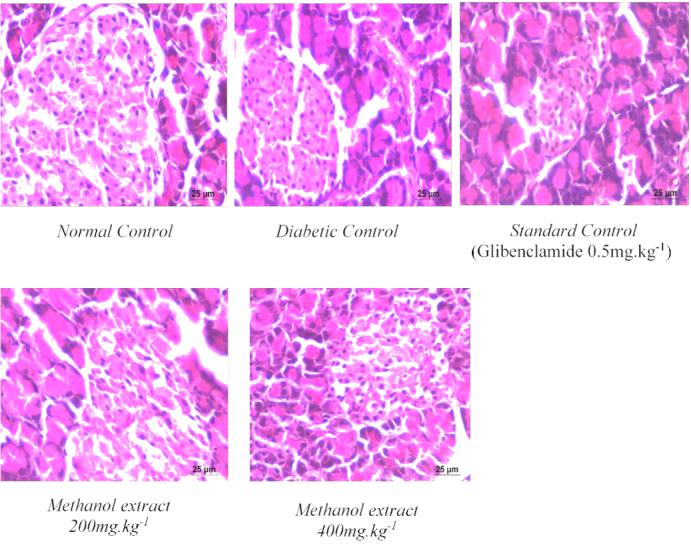 25 μm
25 μm
25 μm
Normal Control
Diabetic Control
Standard Control
(Glibenclamide 0.5mg.kg⁻¹)
25 μm
25 μm
Methanol extract
200mg.kg⁻¹
Methanol extract
400mg.kg⁻¹